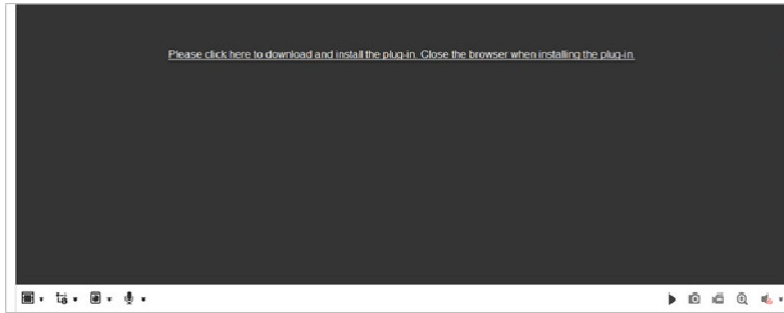 Please click here to download and install the plug-in. Close the browser when installing the plug-in.